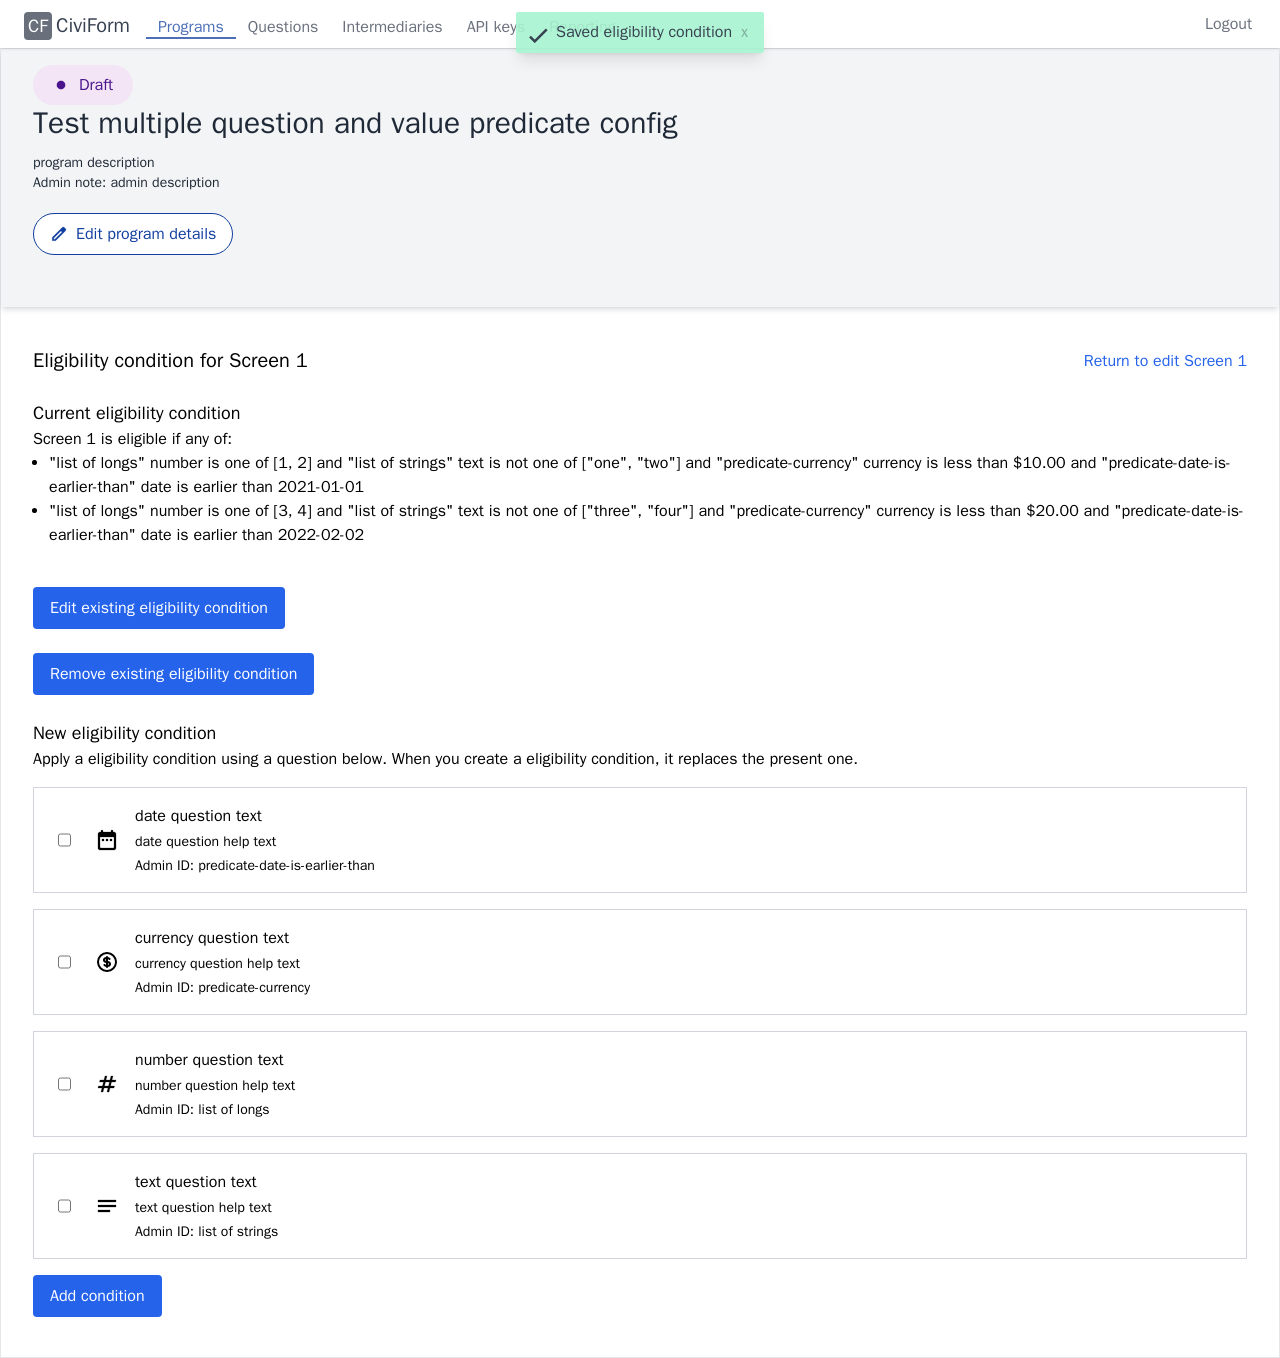 CF CiviForm Programs Questions Intermediaries API keys Saved eligibility condition x Logout
Draft
Test multiple question and value predicate config
program description
Admin note: admin description
Edit program details
Eligibility condition for Screen 1
Return to edit Screen 1
Current eligibility condition
Screen 1 is eligible if any of:
• "list of longs" number is one of [1, 2] and "list of strings" text is not one of ["one", "two"] and "predicate-currency" currency is less than $10.00 and "predicate-date-is-
earlier-than" date is earlier than 2021-01-01
• "list of longs" number is one of [3, 4] and "list of strings" text is not one of ["three", "four"] and "predicate-currency" currency is less than $20.00 and "predicate-date-is-
earlier-than" date is earlier than 2022-02-02
Edit existing eligibility condition
Remove existing eligibility condition
New eligibility condition
Apply a eligibility condition using a question below. When you create a eligibility condition, it replaces the present one.
date question text
date question help text
Admin ID: predicate-date-is-earlier-than
currency question text
currency question help text
Admin ID: predicate-currency
number question text
number question help text
Admin ID: list of longs
text question text
text question help text
Admin ID: list of strings
Add condition